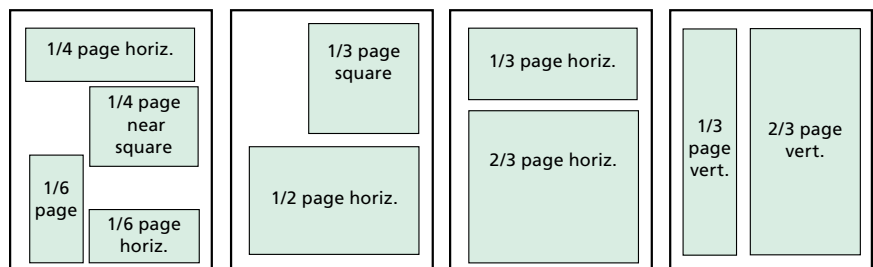 1/4 page horiz.
1/4 page
near
square
1/6
page
1/6 page
horiz.
1/3 page
square
1/2 page horiz.
1/3 page horiz.
2/3 page horiz.
1/3
page
vert.
2/3 page
vert.